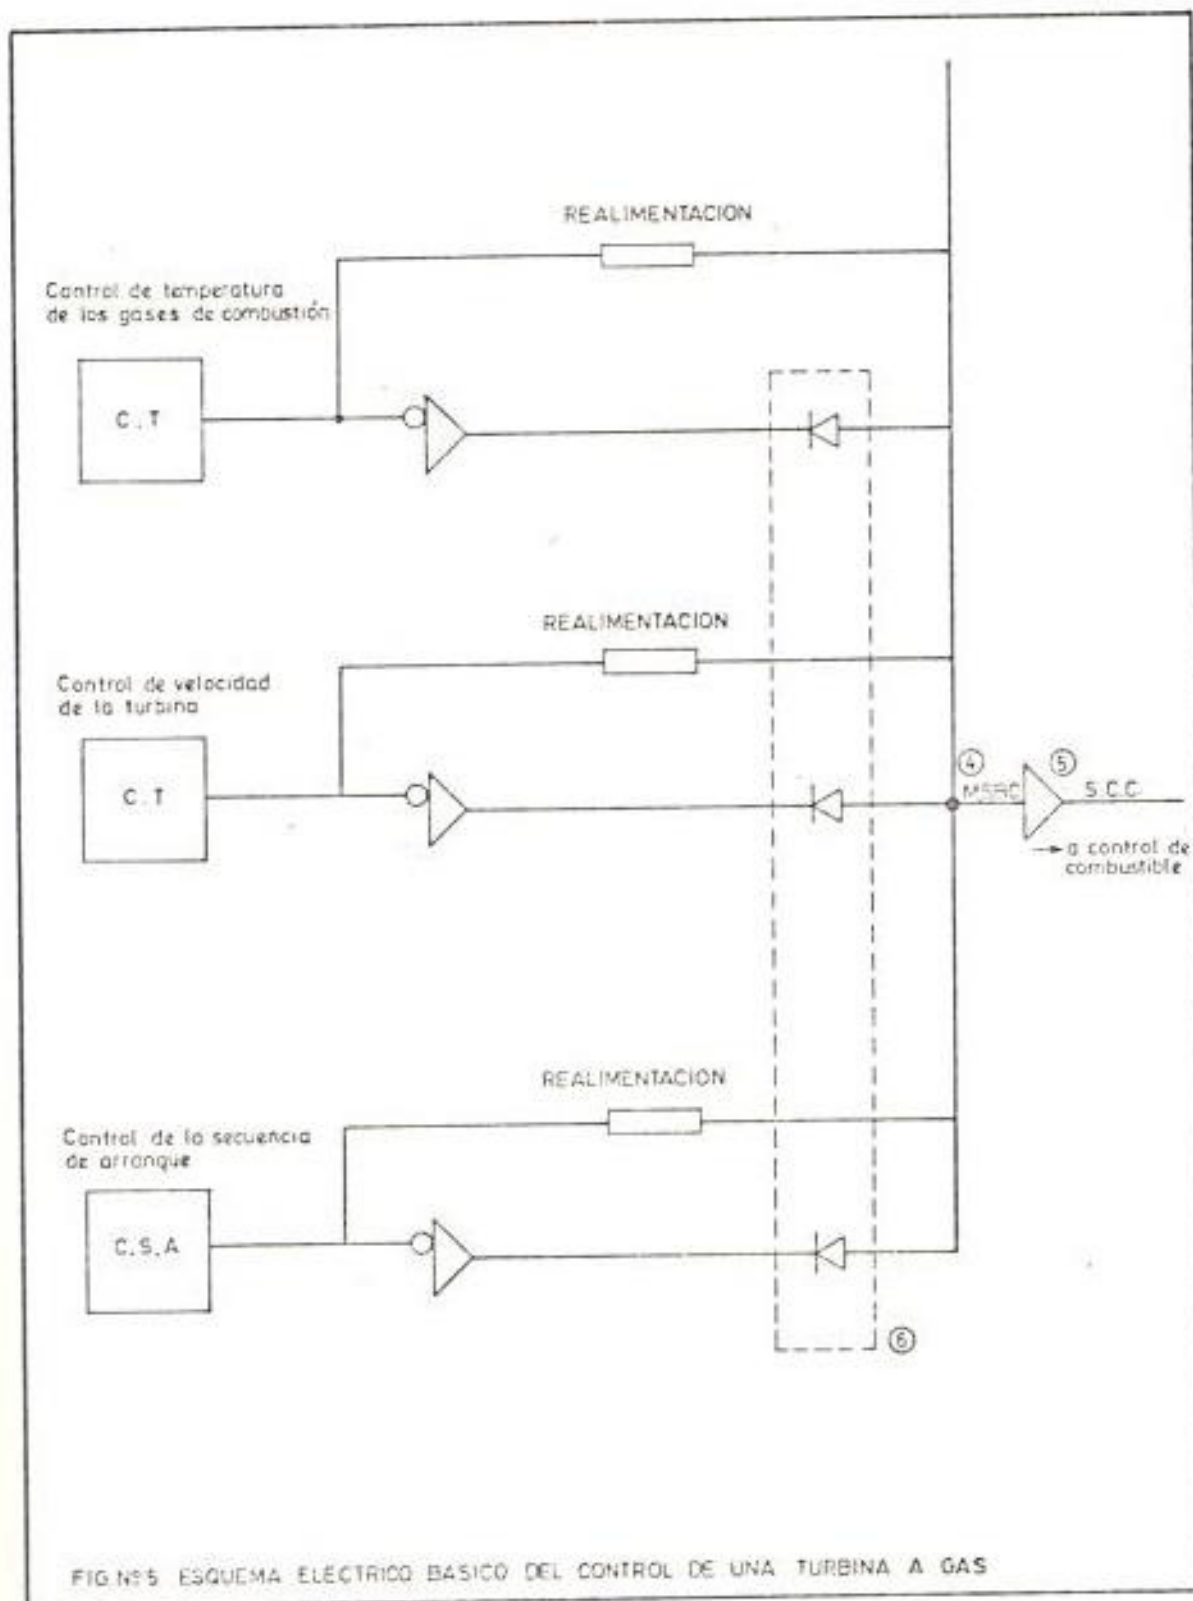 REALIMENTACION
Control de temperatura
de los gases de combustión
C.T
REALIMENTACION
Control de velocidad
de la turbina
C.T
④
⑤
MSRC
S.C.C.
→ a control de
combustible
REALIMENTACION
Control de la secuencia
de arranque
C.S.A
⑥
FIG.Nº5 ESQUEMA ELECTRICO BASICO DEL CONTROL DE UNA TURBINA A GAS